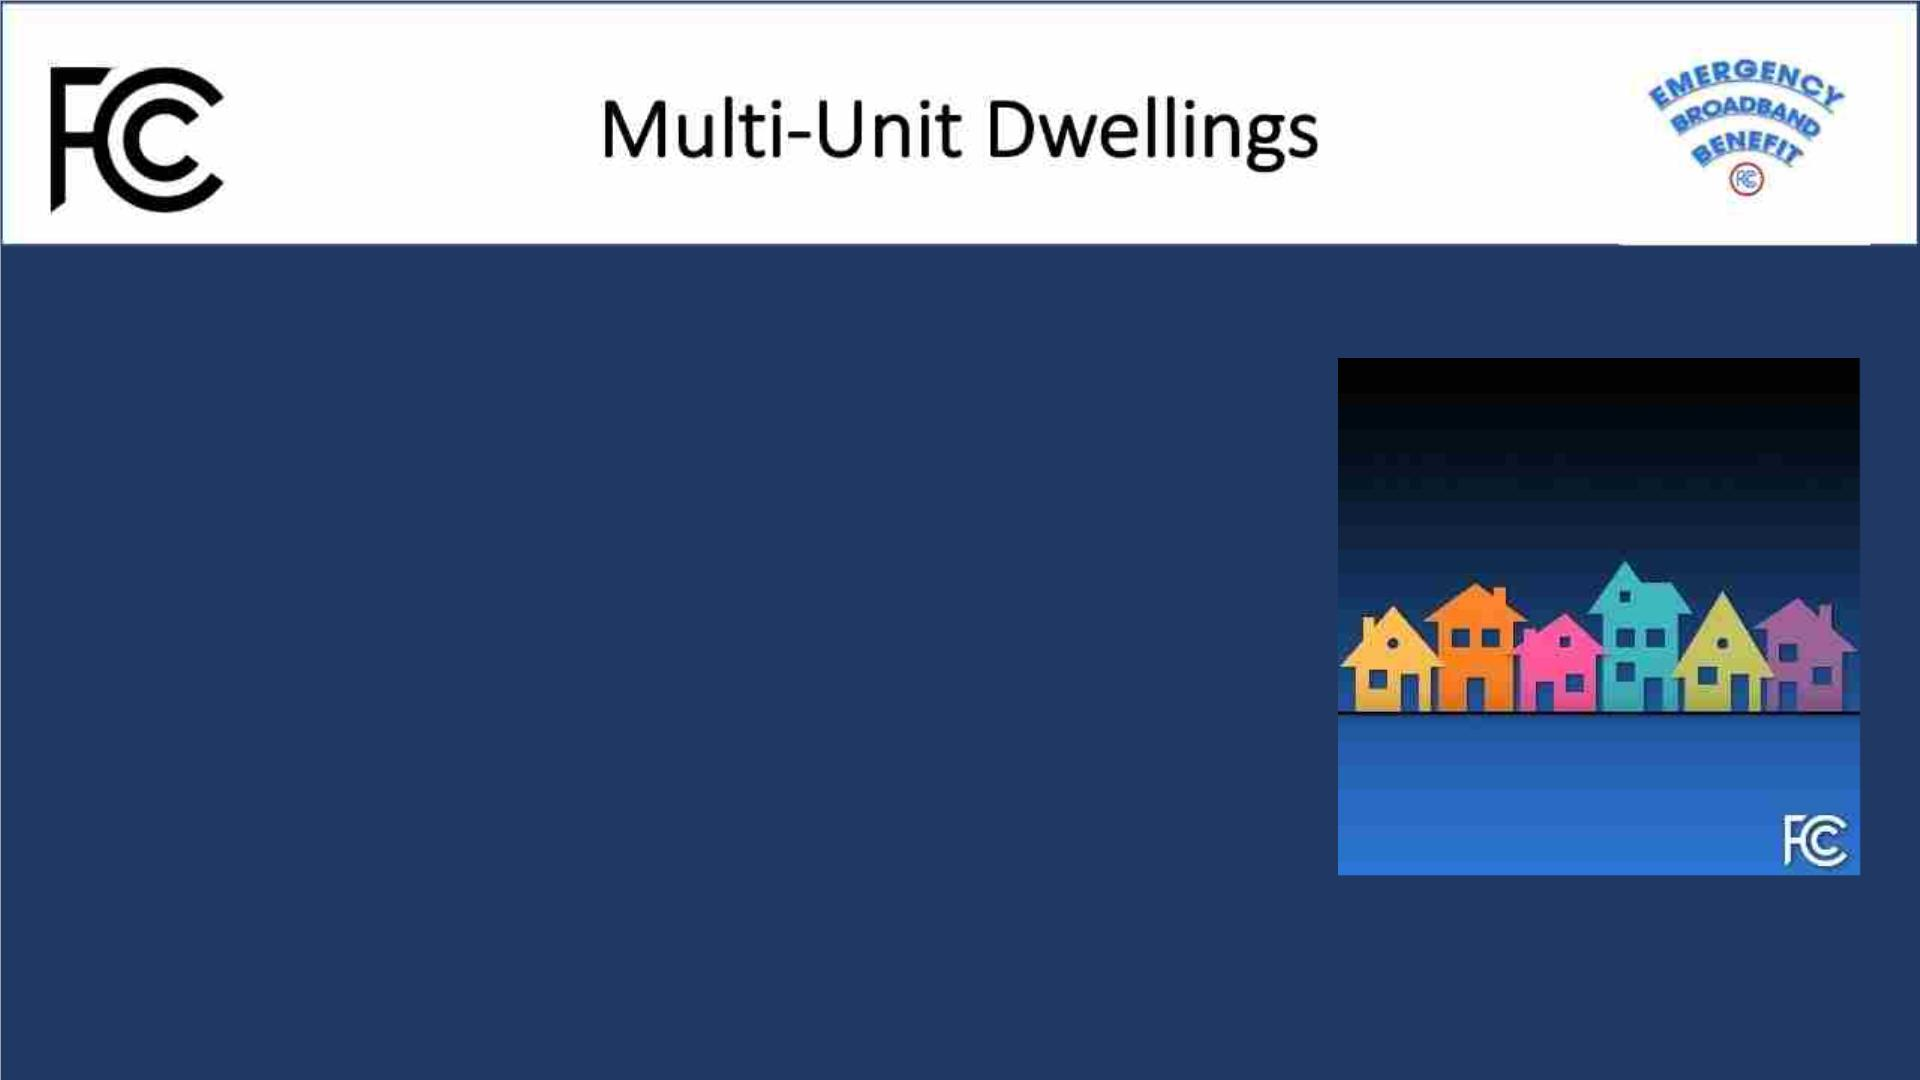 FCC
Multi-Unit Dwellings
EMERGENCY
BROADBAND
BENEFIT
FCC
FCC